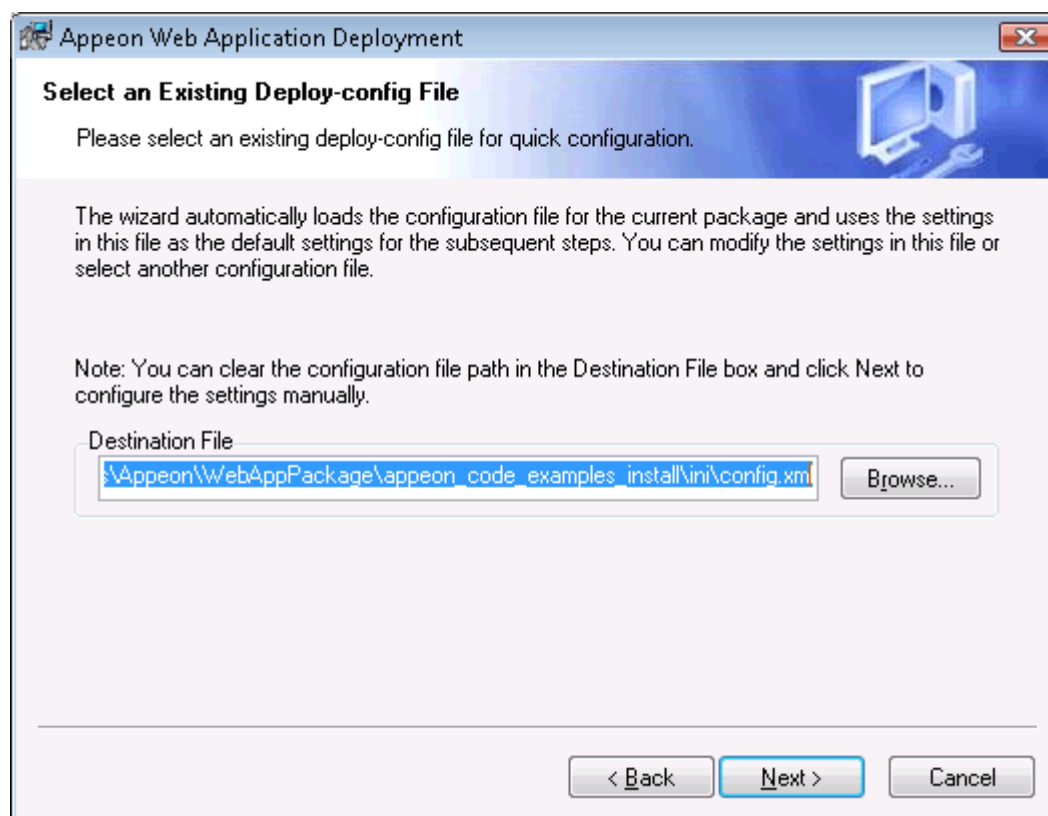 Appeon Web Application Deployment
Select an Existing Deploy-config File
Please select an existing deploy-config file for quick configuration.
The wizard automatically loads the configuration file for the current package and uses the settings
in this file as the default settings for the subsequent steps. You can modify the settings in this file or
select another configuration file.
Note: You can clear the configuration file path in the Destination File box and click Next to
configure the settings manually.
Destination File
s\Appeon\WebAppPackage\appeon_code_examples_install\ini\config.xml
Browse...
< Back
Next >
Cancel